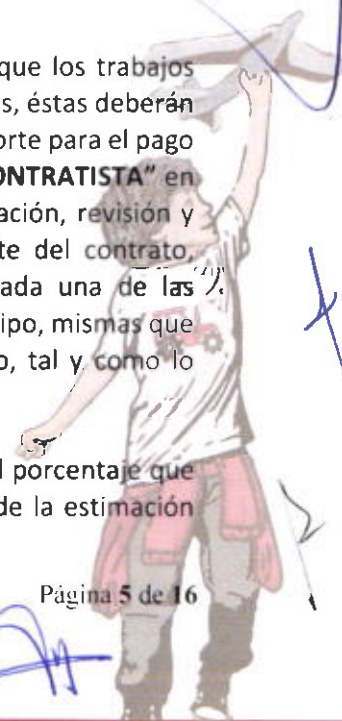 que los trabajos
s, éstas deberán
orte para el pago
ONTRATISTA" en
ación, revisión y
te del contrato,
ada una de las
ipo, mismas que
o, tal y como lo
l porcentaje que
de la estimación
Página 5 de 16